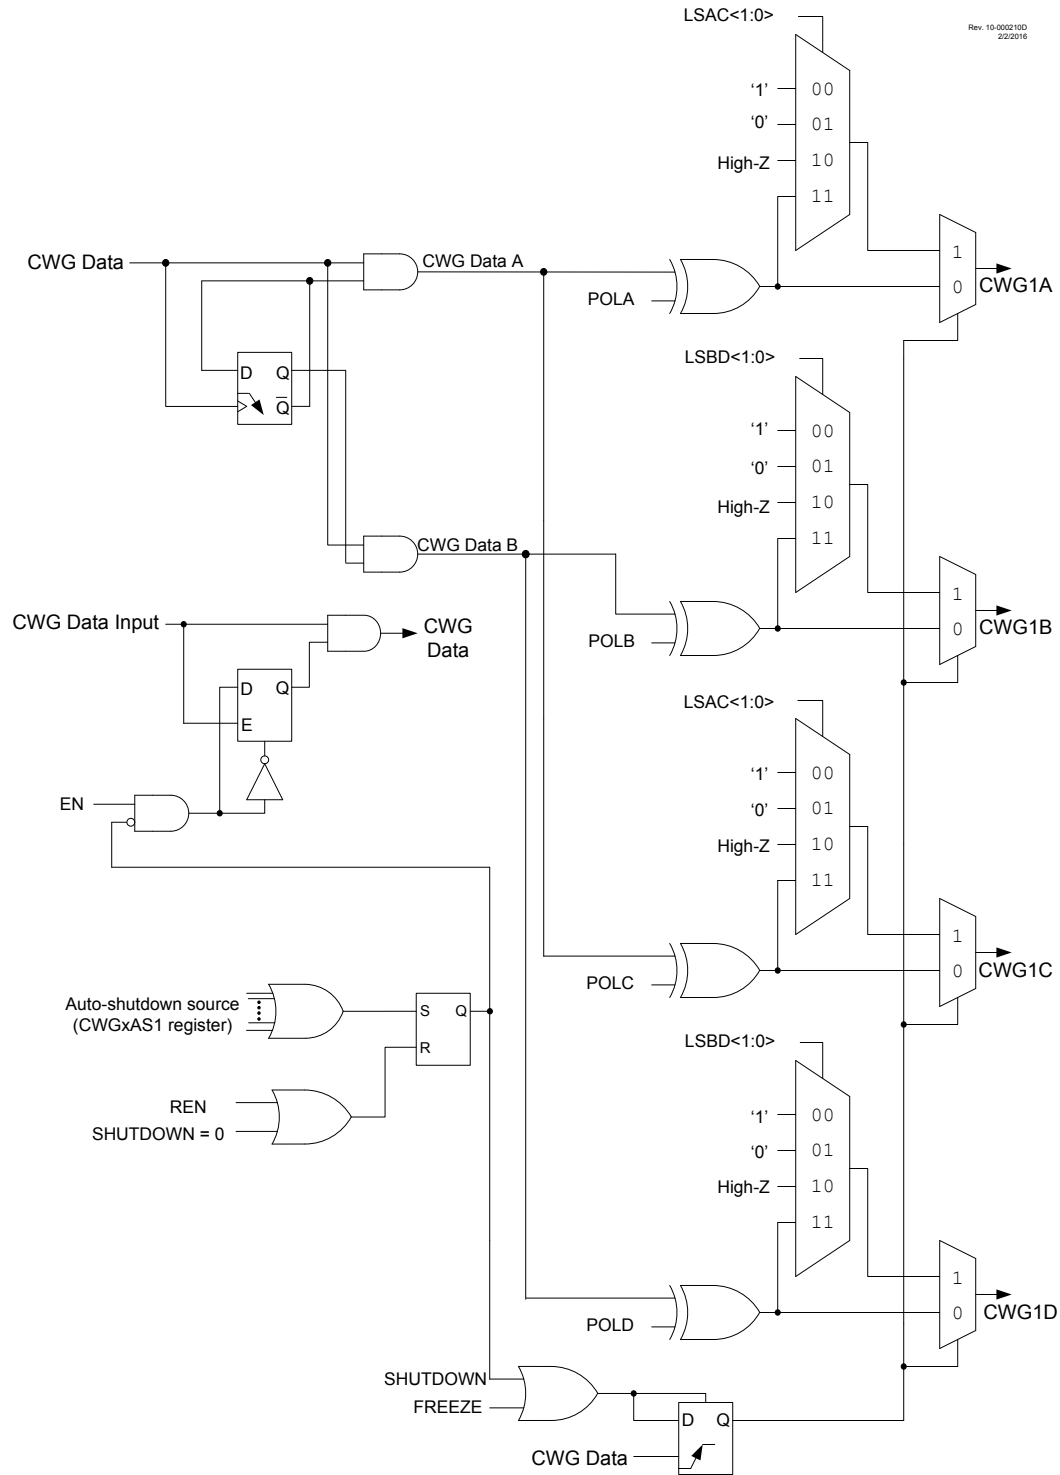 LSAC<1:0>
Rev. 10-000210D
2/2/2016
‘1’
00
‘0’
01
High-Z
10
11
CWG Data
CWG Data A
1
0
CWG1A
POLA
D
Q
Q
LSBD<1:0>
‘1’
00
‘0’
01
High-Z
10
11
CWG Data B
1
0
CWG1B
POLB
CWG Data Input
CWG
Data
D
Q
E
EN
LSAC<1:0>
‘1’
00
‘0’
01
High-Z
10
11
1
0
CWG1C
POLC
Auto-shutdown source
(CWGxAS1 register)
S
Q
R
REN
SHUTDOWN = 0
LSBD<1:0>
‘1’
00
‘0’
01
High-Z
10
11
1
0
CWG1D
POLD
SHUTDOWN
FREEZE
D
Q
CWG Data